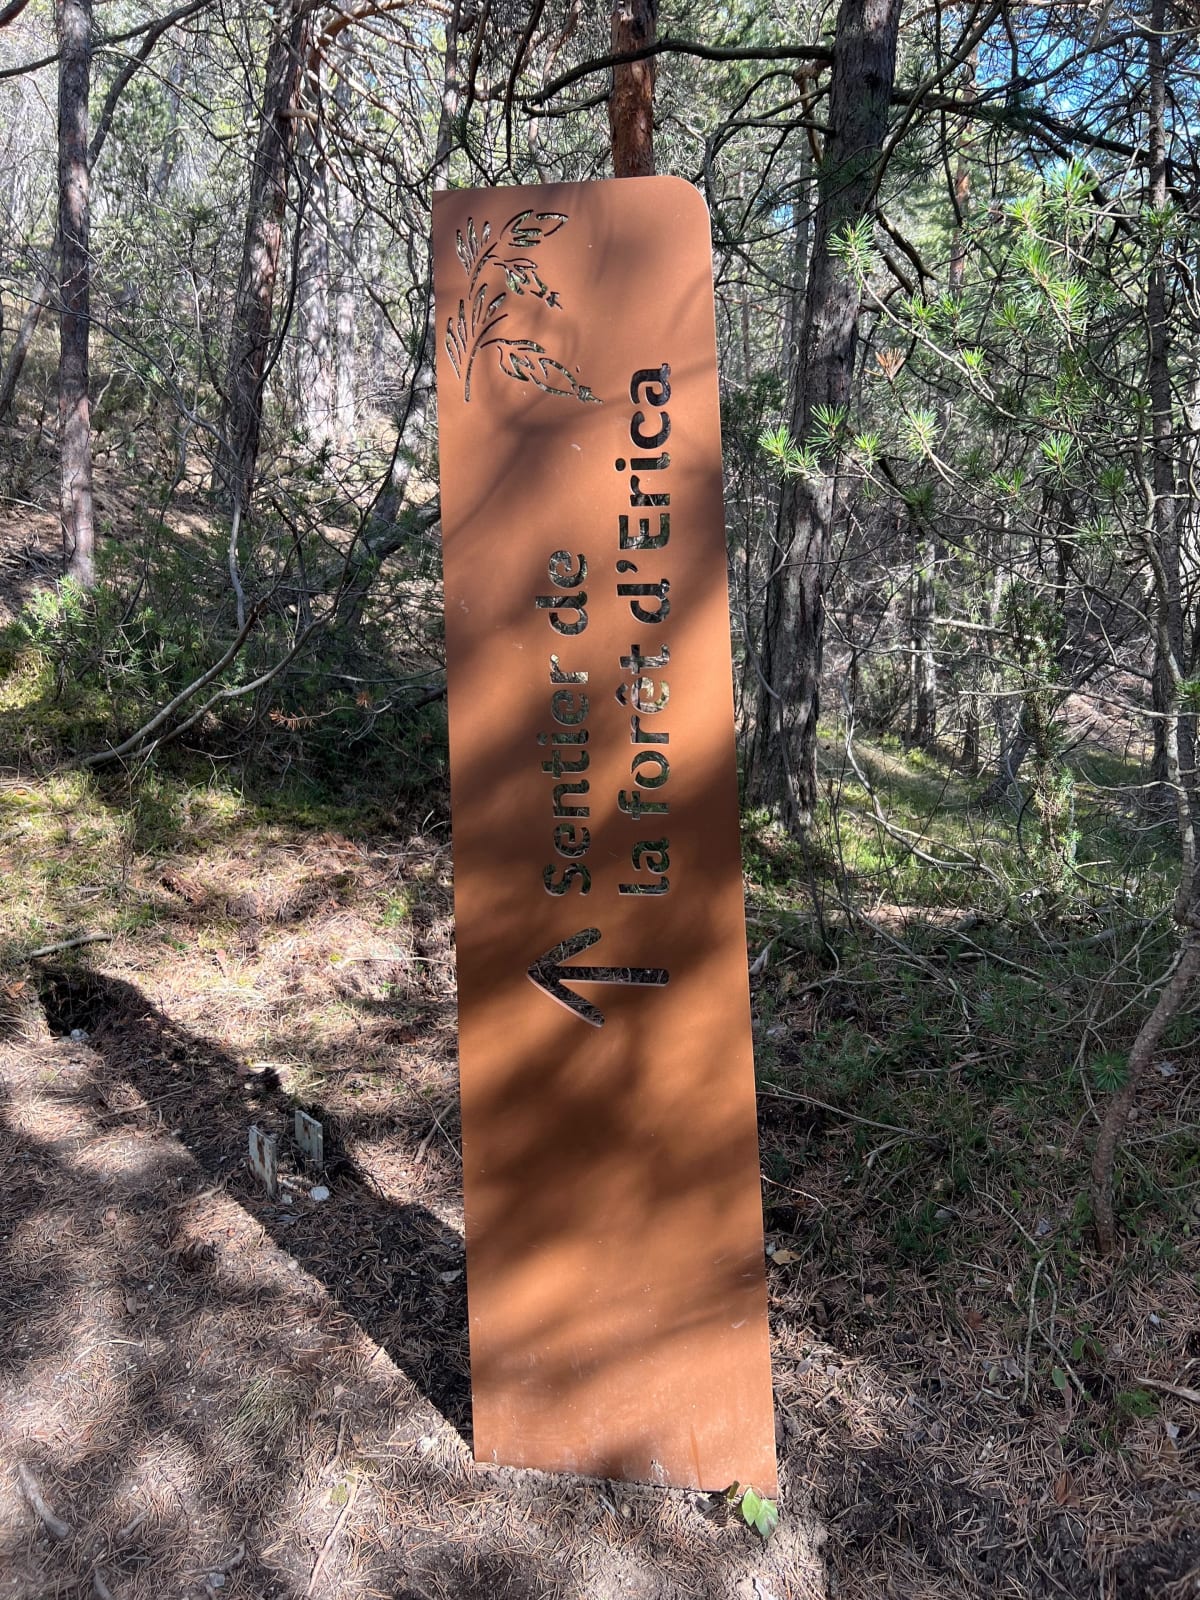 Sentier de
la forêt d'Erica